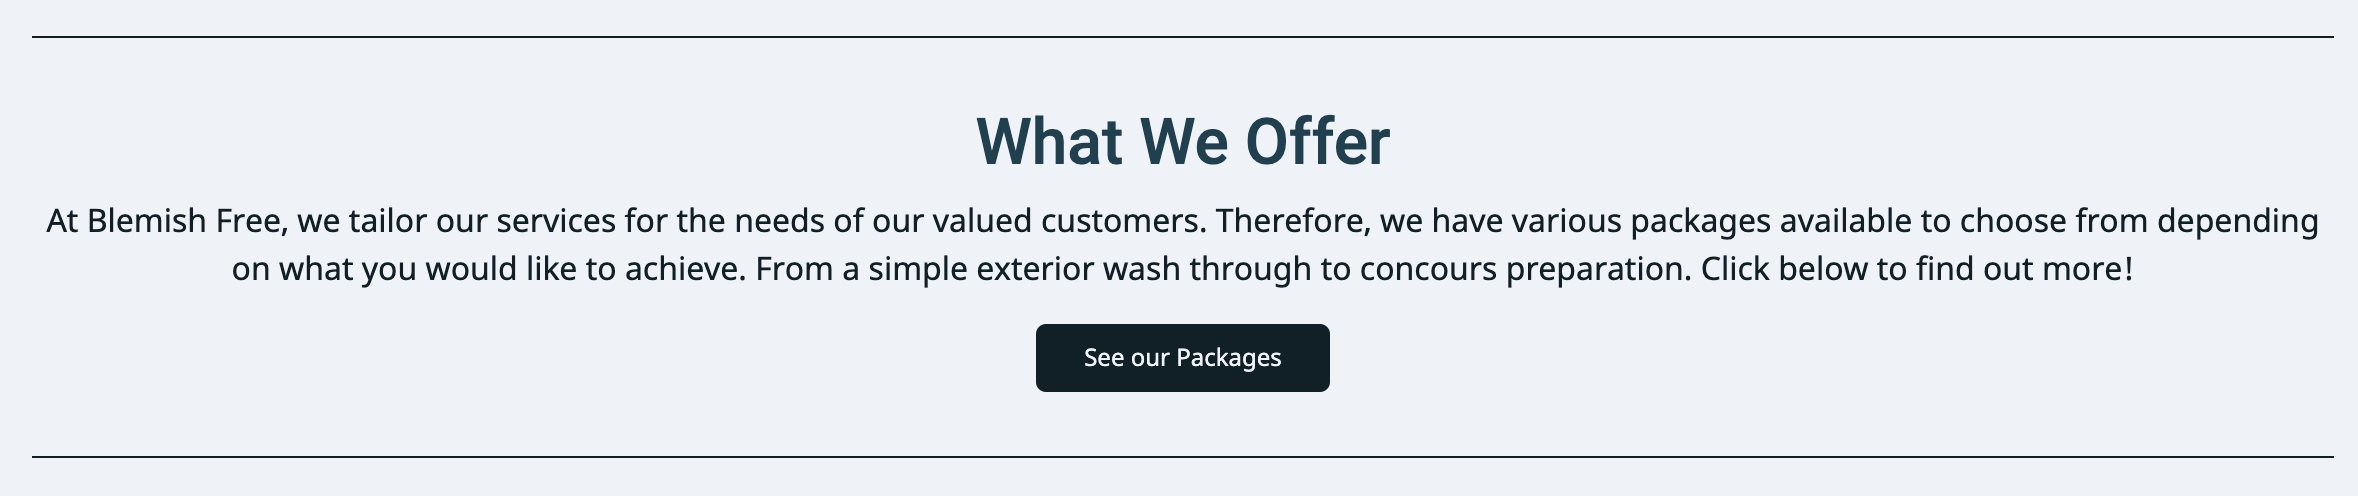 What We Offer
At Blemish Free, we tailor our services for the needs of our valued customers. Therefore, we have various packages available to choose from depending
on what you would like to achieve. From a simple exterior wash through to concours preparation. Click below to find out more!
See our Packages